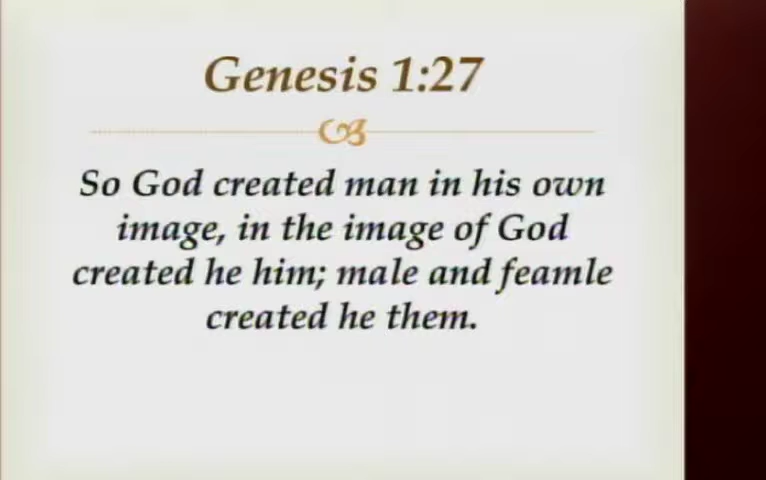 Genesis 1:27
So God created man in his own
image, in the image of God
created he him; male and feamle
created he them.